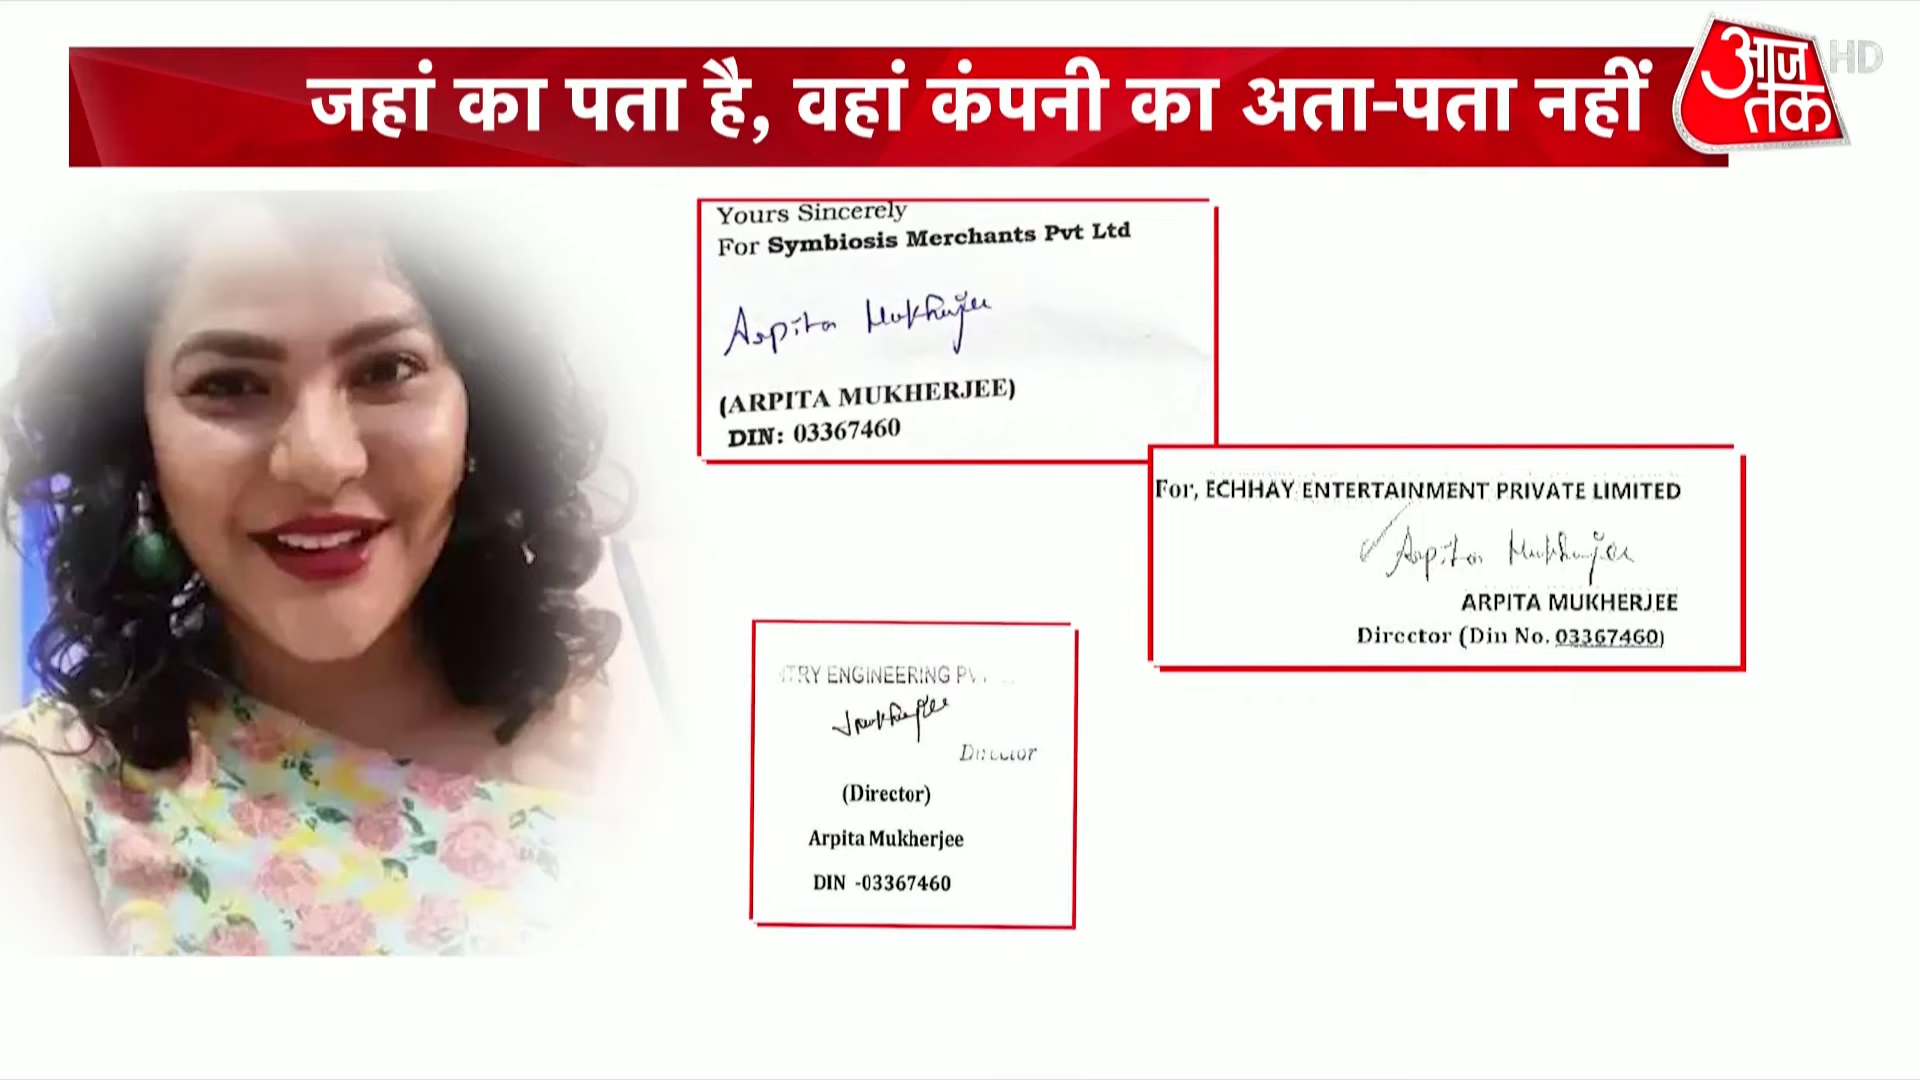 जहां का पता है, वहां कंपनी का अता-पता नहीं
आज तक HD
Yours Sincerely
For Symbiosis Merchants Pvt Ltd
Arpita Mukherjee
(ARPITA MUKHERJEE)
DIN: 03367460
For, ECHHAY ENTERTAINMENT PRIVATE LIMITED
Arpita Mukherjee
ARPITA MUKHERJEE
Director (Din No. 03367460)
ENGINEERING
Director
(Director)
Arpita Mukherjee
DIN -03367460